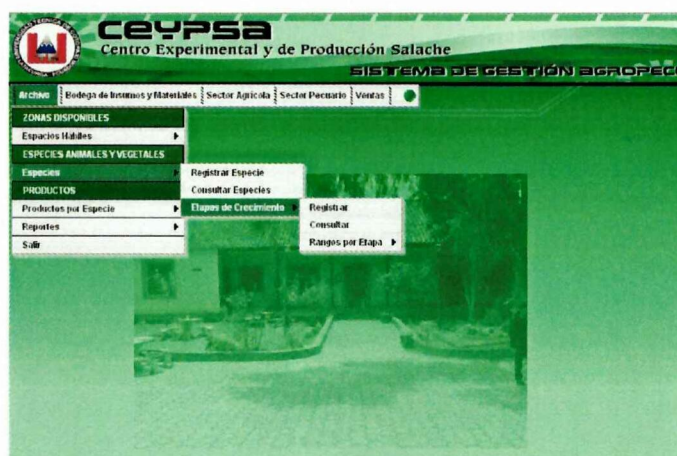 CEYPSA
Centro Experimental y de Producción Salache
SISTEMA DE GESTIÓN AGROPEC
Archivo Bodega de Insumos y Materiales Sector Agrícola Sector Pecuario Ventas
ZONAS DISPONIBLES
Espacios Hábiles
ESPECIES ANIMALES Y VEGETALES
Especies
Registrar Especie
PRODUCTOS
Consultar Especies
Productos por Especie
Etapas de Crecimiento
Registrar
Reportes
Consultar
Salir
Rangos por Etapa